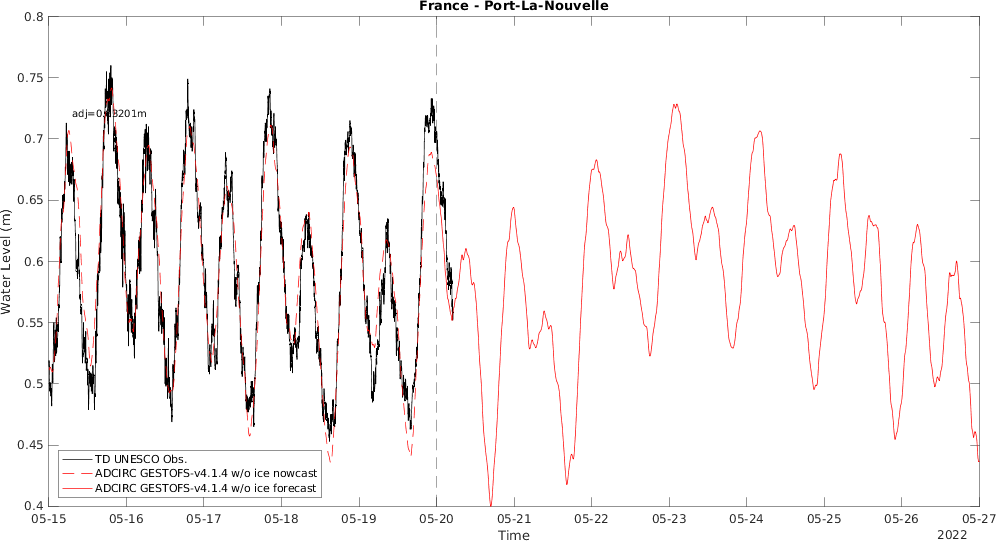 France - Port-La-Nouvelle
Water Level (m)
0.8
0.75
0.7
0.65
0.6
0.55
0.5
0.45
0.4
TD UNESCO Obs.
ADCIRC GESTOFS-v4.1.4 w/o ice nowcast
ADCIRC GESTOFS-v4.1.4 w/o ice forecast
05-15 05-16 05-17 05-18 05-19 05-20 05-21 05-22 05-23 05-24 05-25 05-26 05-27
Time
2022